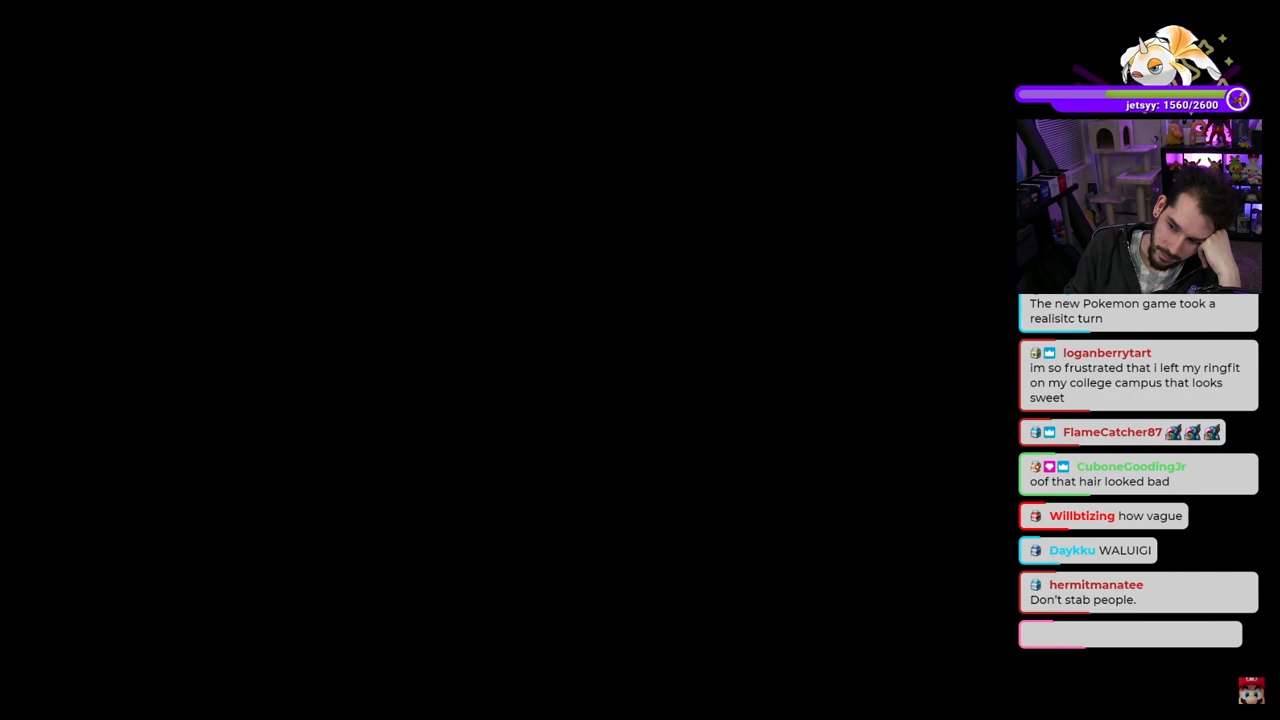 jetsyy: 1560/2600
The new Pokemon game took a
realisitc turn
loganberrytart
im so frustrated that i left my ringfit
on my college campus that looks
sweet
FlameCatcher87
CuboneGoodingJr
oof that hair looked bad
Willbtizing how vague
Daykku WALUIGI
hermitmanatee
Don't stab people.